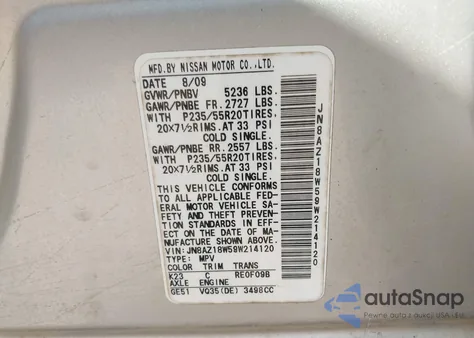 MFD.BY NISSAN MOTOR CO.,LTD.
DATE 8/09
GVWR/PNBV 5236 LBS.
GAWR/PNBE FR. 2727 LBS.
WITH P235/55R20TIRES,
20X7½RIMS.AT 33 PSI
COLD SINGLE.
GAWR/PNBE RR. 2557 LBS.
WITH P235/55R20TIRES,
20X7½RIMS.AT 33 PSI
COLD SINGLE.
THIS VEHICLE CONFORMS
TO ALL APPLICABLE FED-
ERAL MOTOR VEHICLE SA-
FETY AND THEFT PREVEN-
TION STANDARDS IN EFF-
ECT ON THE DATE OF MA-
NUFACTURE SHOWN ABOVE.
VIN: JN8AZ18W59W214120
TYPE: MPV
COLOR TRIM TRANS
K23 C RE0F09B
AXLE ENGINE
GE51 VQ35(DE) 3498CC
JN8AZ18W59W214120
autoSnap
Pewne auta z aukcji w USA